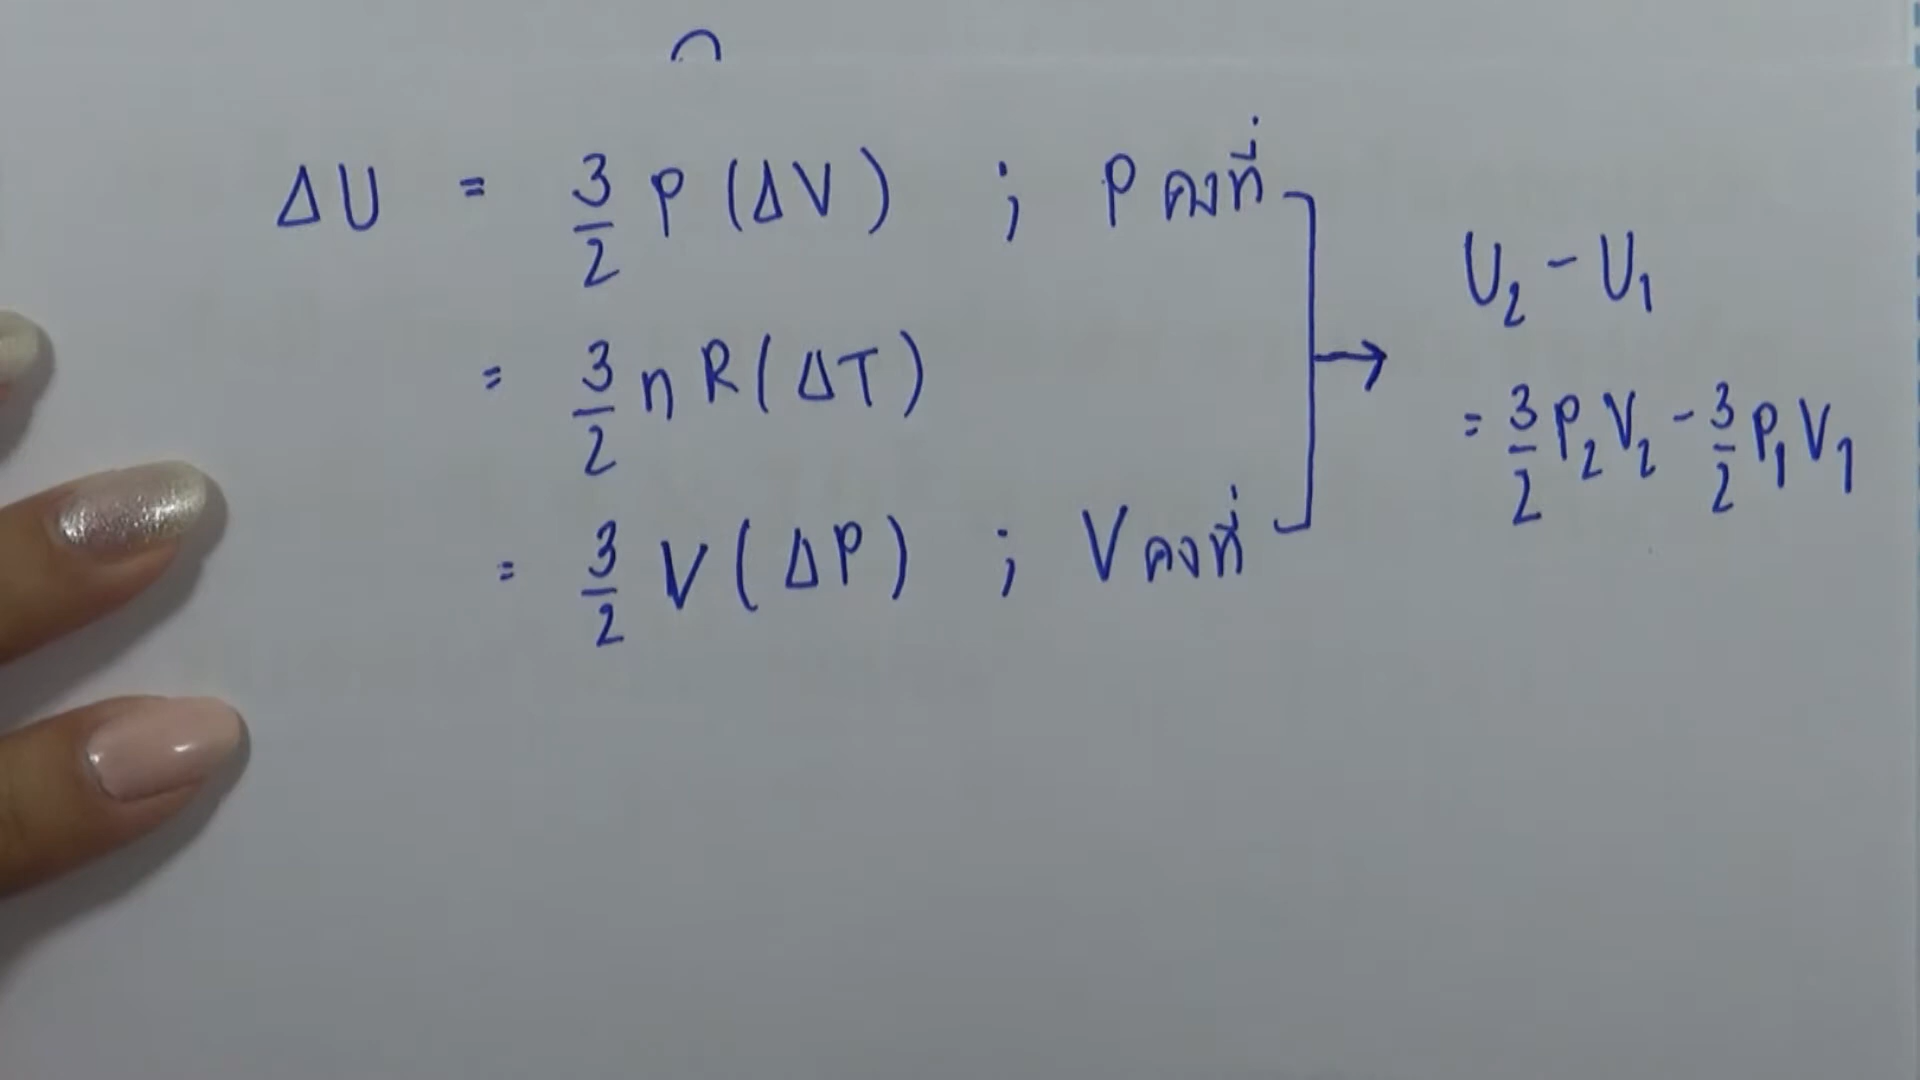 ΔU = 3/2 P (ΔV) ; P คงที่
= 3/2 n R (ΔT)
= 3/2 V (ΔP) ; V คงที่
→ U₂ - U₁
= 3/2 P₂V₂ - 3/2 P₁V₁